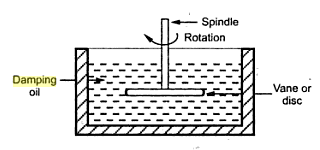 Spindle
Rotation
Damping
oil
Vane or
disc